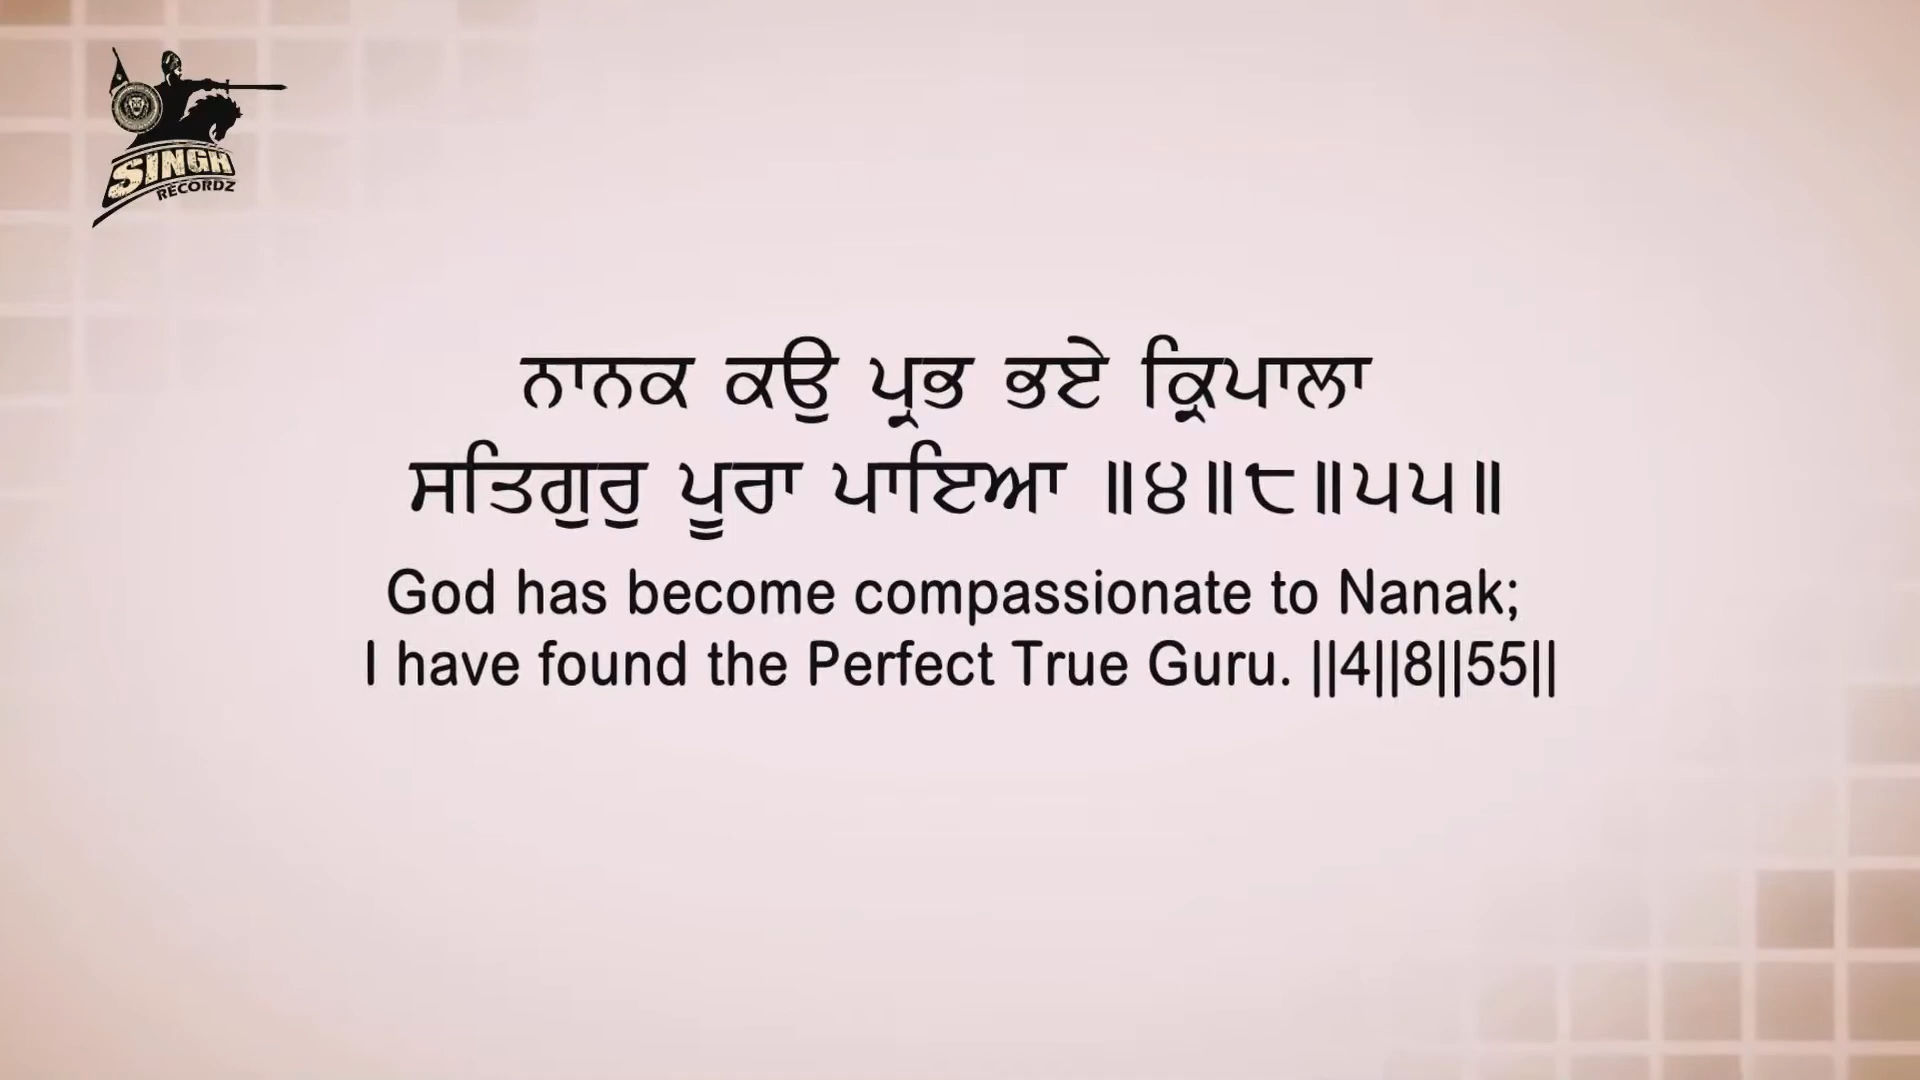 SINGH
RECORDZ
ਨਾਨਕ ਕਉ ਪ੍ਰਭ ਭਏ ਕ੍ਰਿਪਾਲਾ
ਸਤਿਗੁਰੁ ਪੂਰਾ ਪਾਇਆ ॥੪॥੮॥੫੫॥
God has become compassionate to Nanak;
I have found the Perfect True Guru. ||4||8||55||